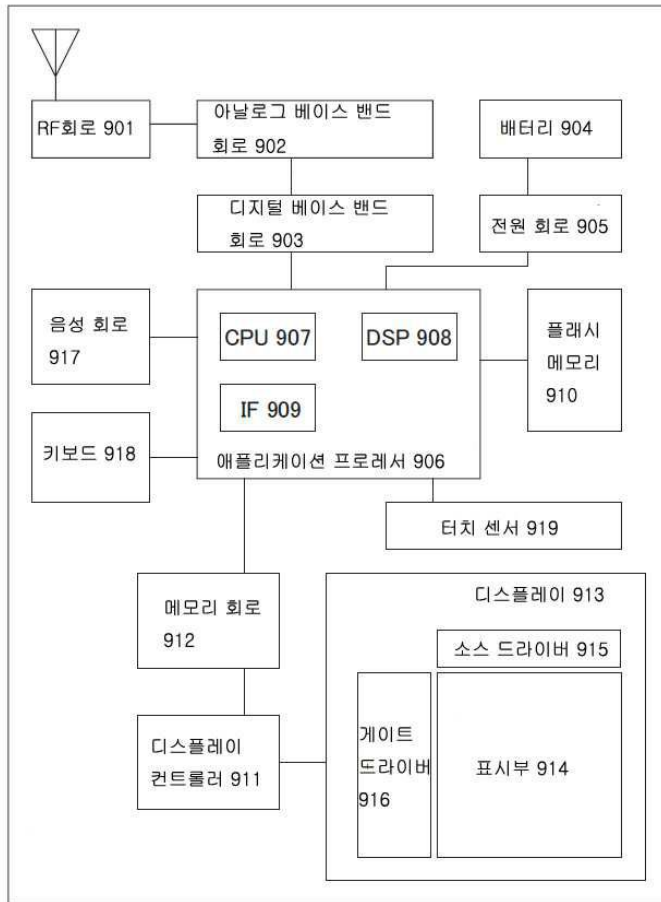 RF회로 901
아날로그 베이스 밴드
회로 902
배터리 904
디지털 베이스 밴드
회로 903
전원 회로 905
음성 회로
917
CPU 907
DSP 908
플래시
메모리
910
IF 909
키보드 918
애플리케이션 프로레서 906
터치 센서 919
메모리 회로
912
디스플레이 913
소스 드라이버 915
디스플레이
컨트롤러 911
게이트
드라이버
916
표시부 914